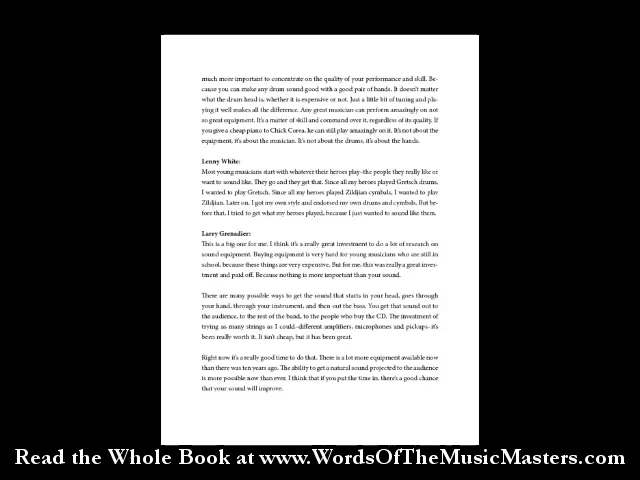 much more important to concentrate on the quality of your performance and skill. Be-
cause you can make any drum sound good with a good pair of hands. It doesn't matter
what the drum head is, whether it is expensive or not. Just a little bit of tuning and pla-
ying it well makes all the difference. Any great musician can perform amazingly on not
so great equipment. It's a matter of skill and command over it, regardless of its quality. If
you give a cheap piano to Chick Corea, he can still play amazingly on it. It's not about the
equipment, it's about the musician. It's not about the drums, it's about the hands.
Lenny White:
Most young musicians start with whatever their heroes play–the people they really like or
want to sound like. They go and they get that. Since all my heroes played Gretsch drums,
I wanted to play Gretsch. Since all my heroes played Zildjian cymbals, I wanted to play
Zildjian. Later on, I got my own style and endorsed my own drums and cymbals. But be-
fore that, I tried to get what my heroes played, because I just wanted to sound like them.
Larry Grenadier:
This is a big one for me. I think it's a really great investment to do a lot of research on
sound equipment. Buying equipment is very hard for young musicians who are still in
school, because these things are very expensive. But for me, this was really a great inves-
tment and paid off. Because nothing is more important than your sound.
There are many possible ways to get the sound that starts in your head, goes through
your hand, through your instrument, and then out the bass. You get that sound out to
the audience, to the rest of the band, to the people who buy the CD. The investment of
trying as many strings as I could–different amplifiers, microphones and pickups–it's
been really worth it. It isn't cheap, but it has been great.
Right now it's a really good time to do that. There is a lot more equipment available now
than there was ten years ago. The ability to get a natural sound projected to the audience
is more possible now than ever. I think that if you put the time in, there's a good chance
that your sound will improve.
Read the Whole Book at www.WordsOfTheMusicMasters.com